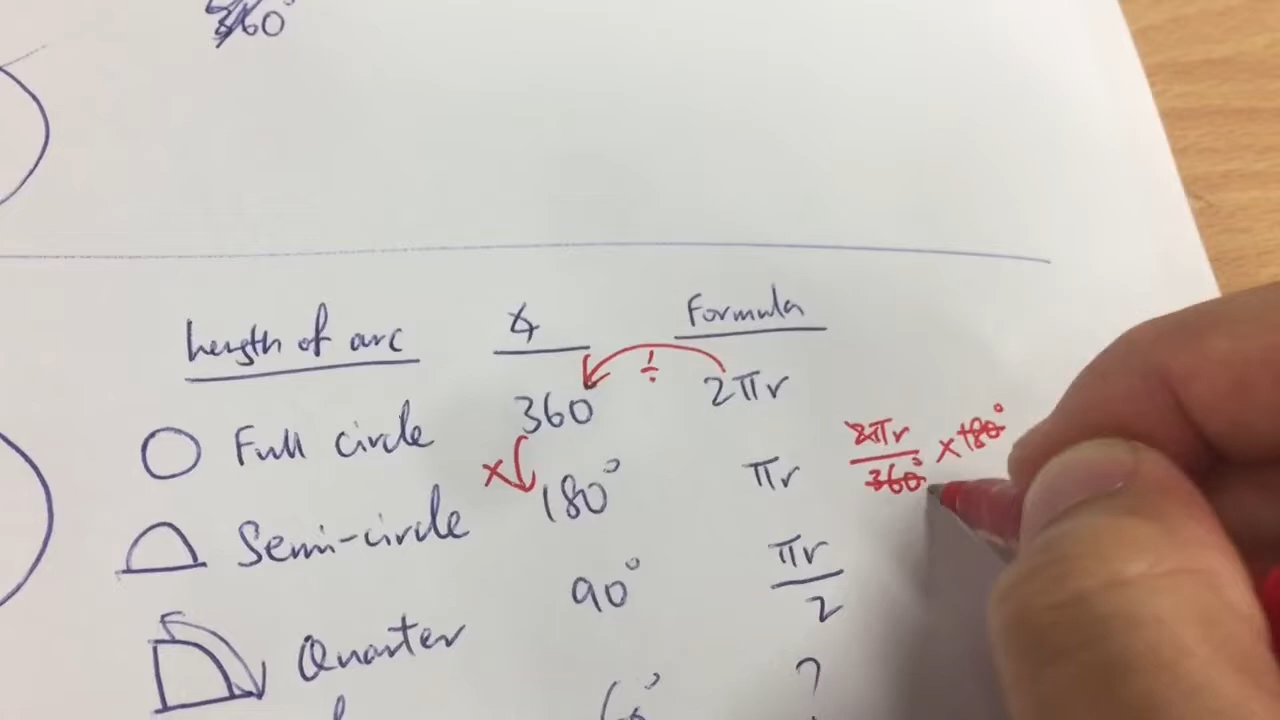 360°
Length of arc ∡ Formula
÷
Full circle 360 2πr
2πr/360° × 180°
×
Semi-circle 180° πr
Quarter 90° πr/2
?